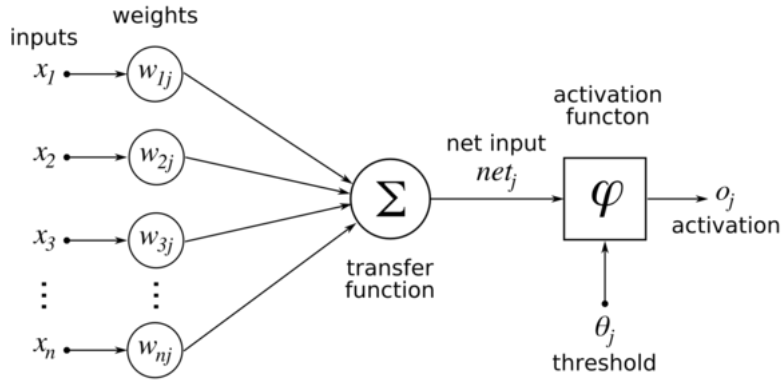 weights
inputs
x1
w1j
x2
w2j
x3
w3j
⋮
⋮
xn
wnj
Σ
transfer
function
net input
netj
activation
functon
φ
oj
activation
θj
threshold